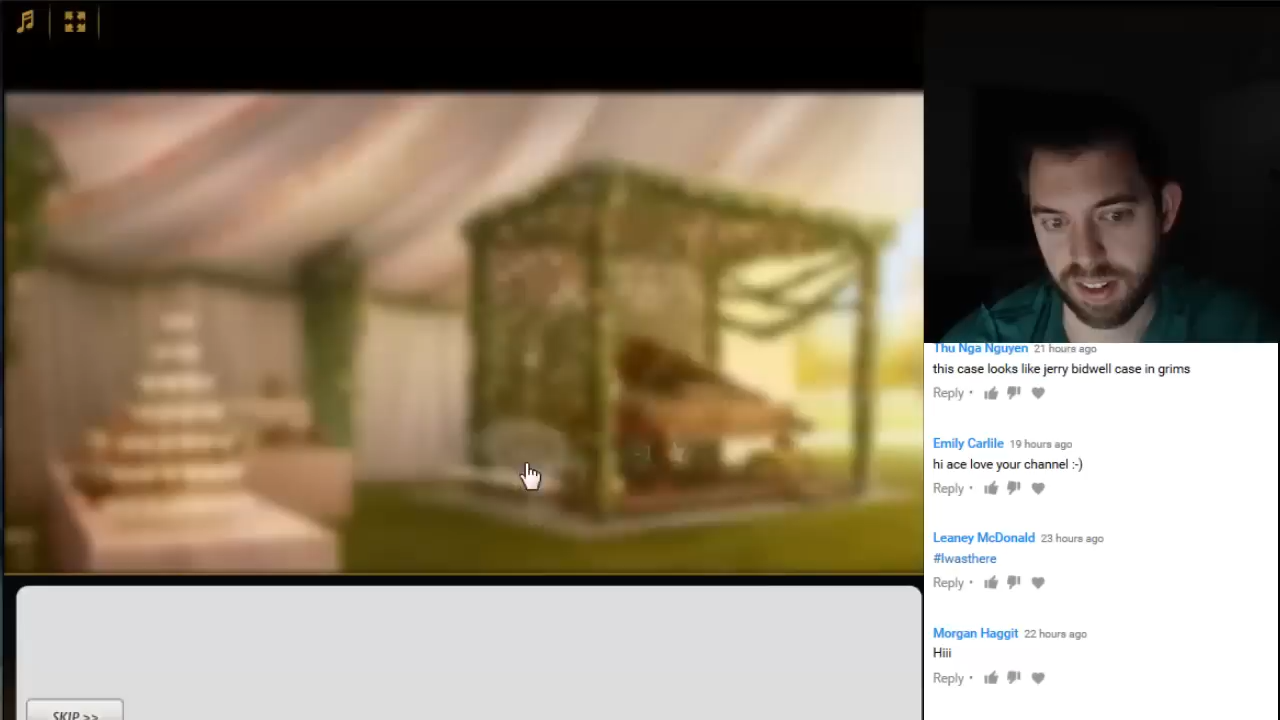 Thu Nga Nguyen 21 hours ago
this case looks like jerry bidwell case in grims
Reply •
Emily Carlile 19 hours ago
hi ace love your channel :-)
Reply •
Leaney McDonald 23 hours ago
#Iwasthere
Reply •
Morgan Haggit 22 hours ago
Hiii
Reply •
SKIP >>